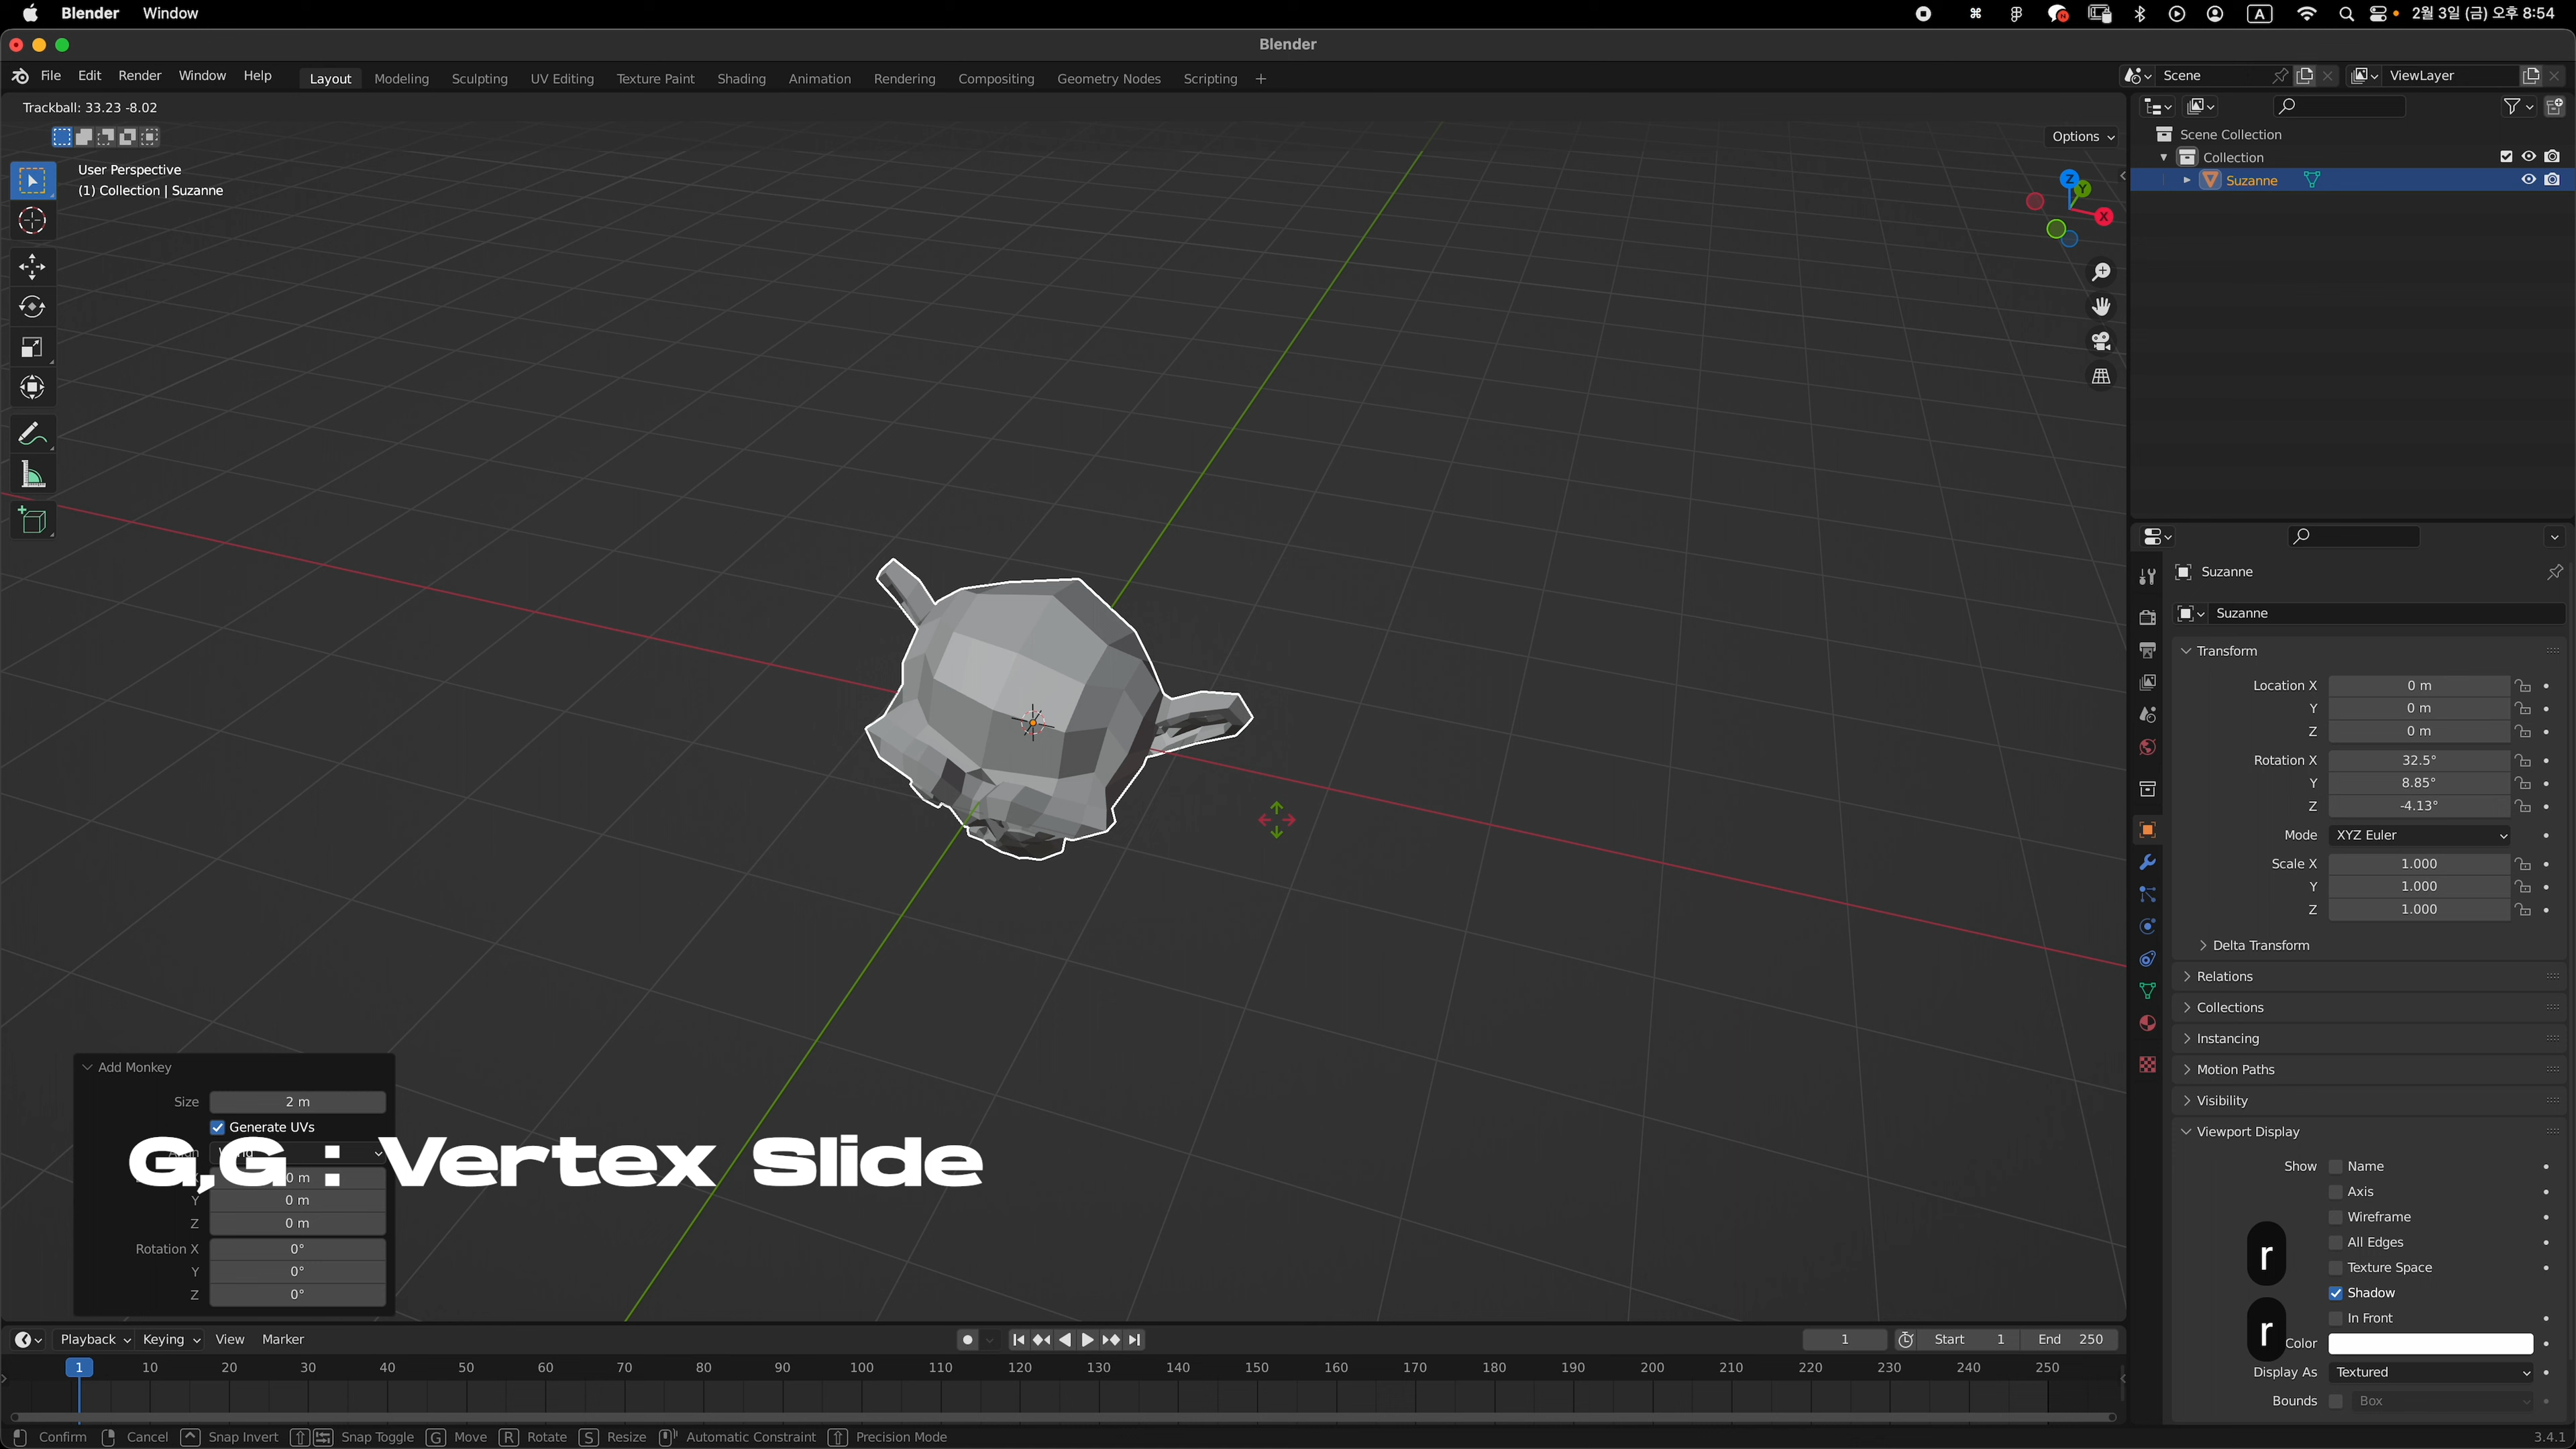 Blender Window
A 2월 3일 (금) 오후 8:54
Blender
File Edit Render Window Help Layout Modeling Sculpting UV Editing Texture Paint Shading Animation Rendering Compositing Geometry Nodes Scripting + Scene ViewLayer
Trackball: 33.23 -8.02
Options
User Perspective
(1) Collection | Suzanne
Z Y X
Scene Collection
Collection
Suzanne
Suzanne
Suzanne
Transform
Location X 0 m
Y 0 m
Z 0 m
Rotation X 32.5°
Y 8.85°
Z -4.13°
Mode XYZ Euler
Scale X 1.000
Y 1.000
Z 1.000
Delta Transform
Relations
Collections
Instancing
Motion Paths
Visibility
Viewport Display
Show Name
Axis
Wireframe
All Edges
Texture Space
Shadow
In Front
Color
Display As Textured
Bounds Box
r
r
Add Monkey
Size 2 m
Generate UVs
G,G : Vertex Slide
0 m
Y 0 m
Z 0 m
Rotation X 0°
Y 0°
Z 0°
Playback Keying View Marker 1 Start 1 End 250
1 10 20 30 40 50 60 70 80 90 100 110 120 130 140 150 160 170 180 190 200 210 220 230 240 250
Confirm Cancel Snap Invert Snap Toggle G Move R Rotate S Resize Automatic Constraint Precision Mode 3.4.1